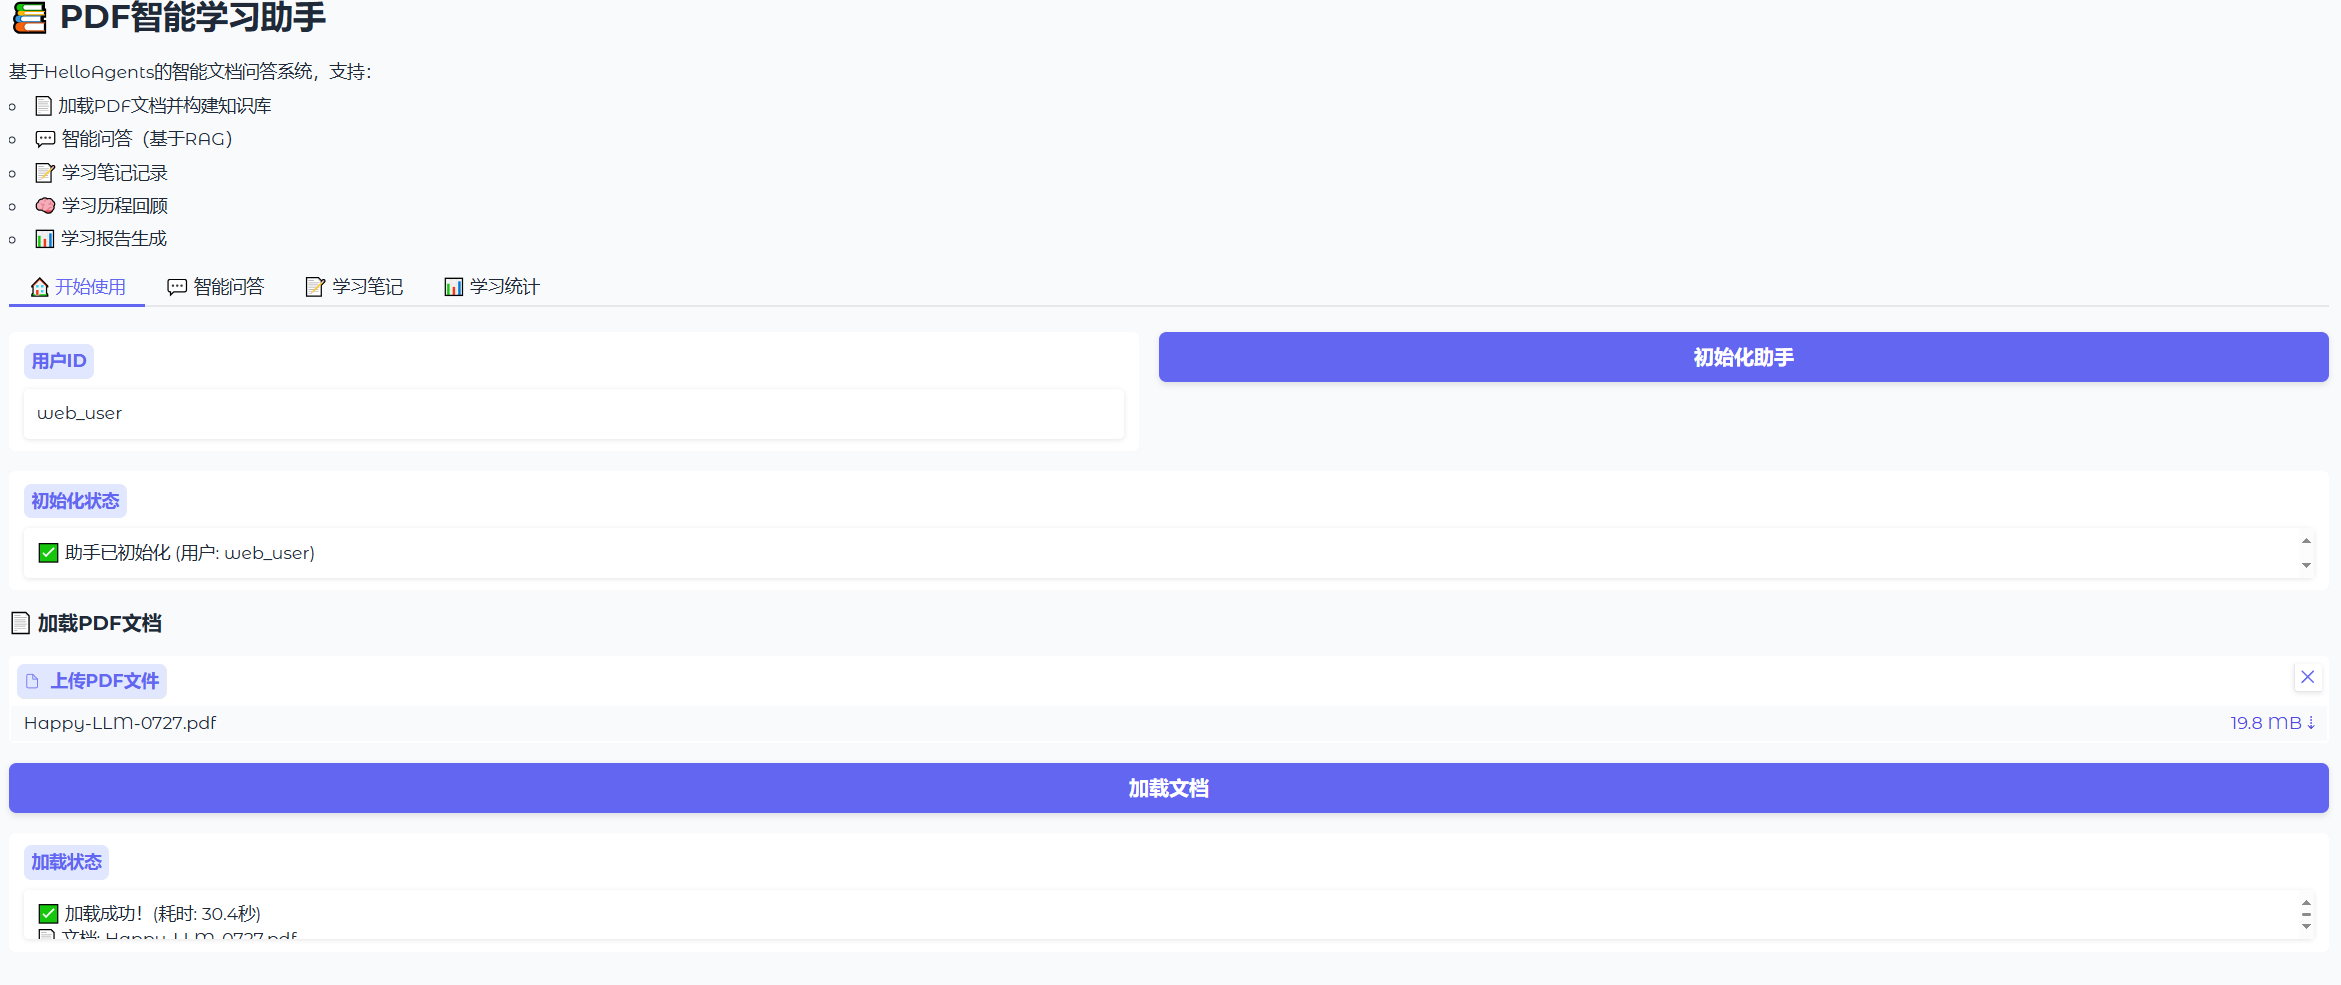 PDF智能学习助手
基于HelloAgents的智能文档问答系统，支持：
加载PDF文档并构建知识库
智能问答（基于RAG）
学习笔记记录
学习历程回顾
学习报告生成
开始使用 智能问答 学习笔记 学习统计
用户ID
初始化助手
web_user
初始化状态
助手已初始化 (用户: web_user)
加载PDF文档
上传PDF文件
Happy-LLM-0727.pdf 19.8 MB ⇣
加载文档
加载状态
加载成功！(耗时: 30.4秒)
文档: Happy-LLM-0727.pdf